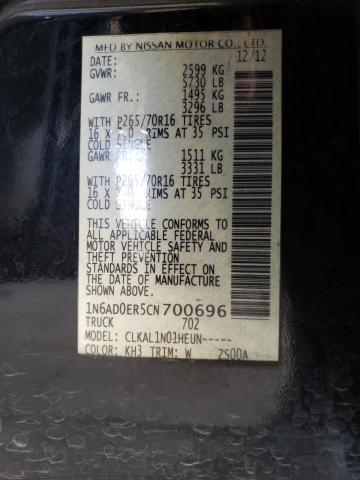 MFD BY NISSAN MOTOR CO., LTD.
DATE: 12/12
GVWR: 2599 KG
5730 LB
GAWR FR.: 1495 KG
3296 LB
WITH P265/70R16 TIRES
16 X 7.0 RIMS AT 35 PSI
COLD SINGLE
GAWR 1511 KG
3331 LB
WITH P265/70R16 TIRES
16 X RIMS AT 35 PSI
COLD SINGLE
THIS VEHICLE CONFORMS TO
ALL APPLICABLE FEDERAL
MOTOR VEHICLE SAFETY AND
THEFT PREVENTION
STANDARDS IN EFFECT ON
THE DATE OF MANUFACTURE
SHOWN ABOVE.
1N6AD0ER5CN700696
TRUCK 702
MODEL: CLKAL1N01HEUN-----
COLOR: KH3 TRIM: W ZS00A